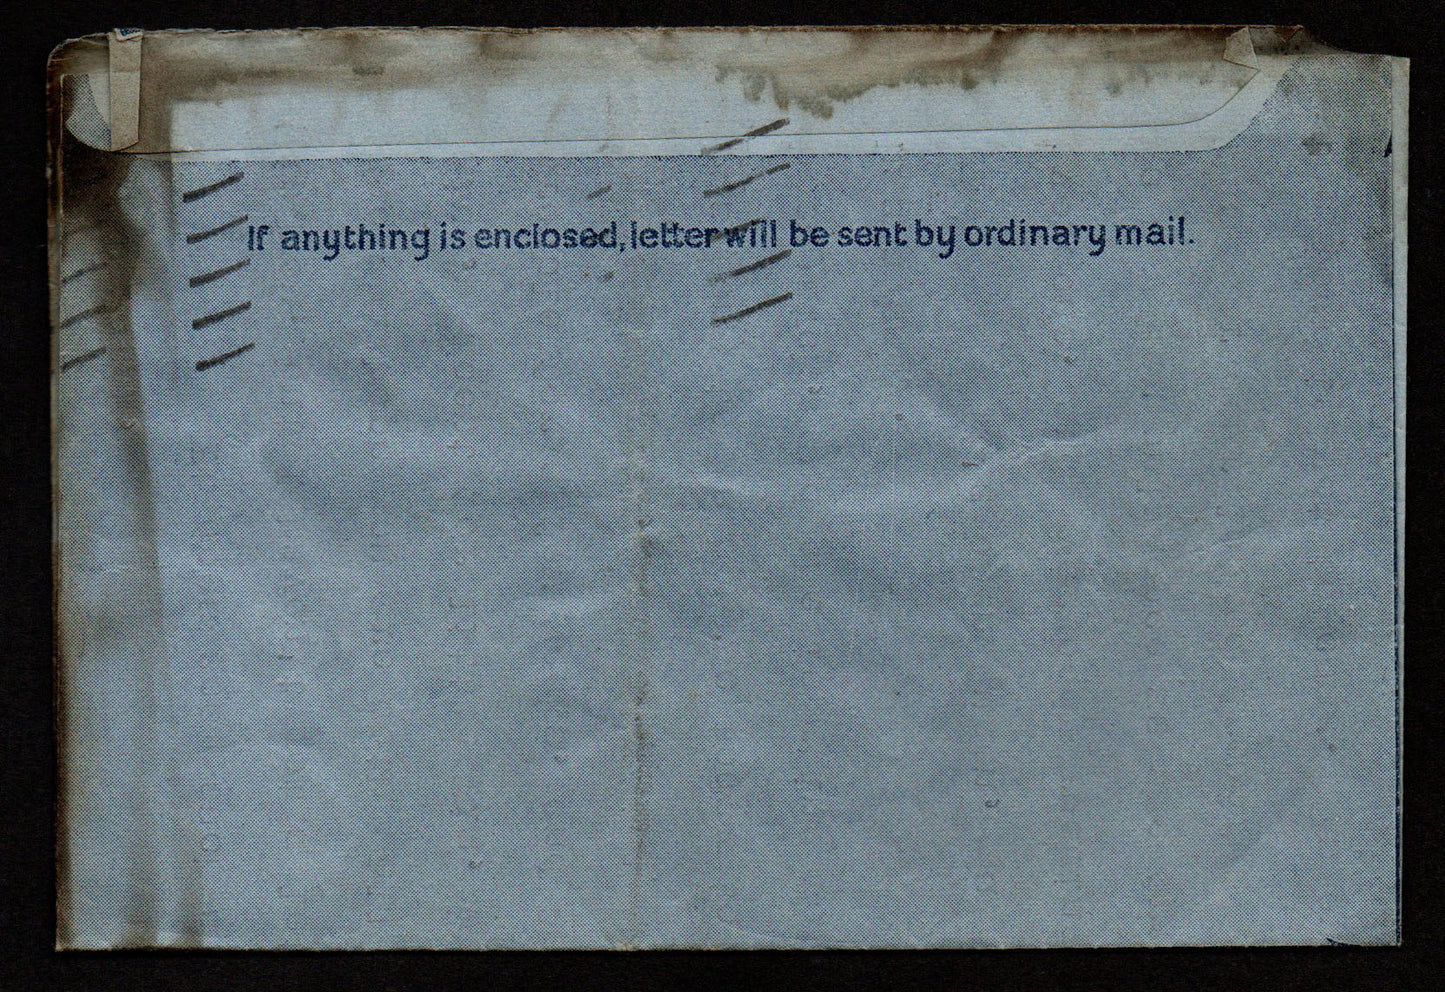 If anything is enclosed, letter will be sent by ordinary mail.